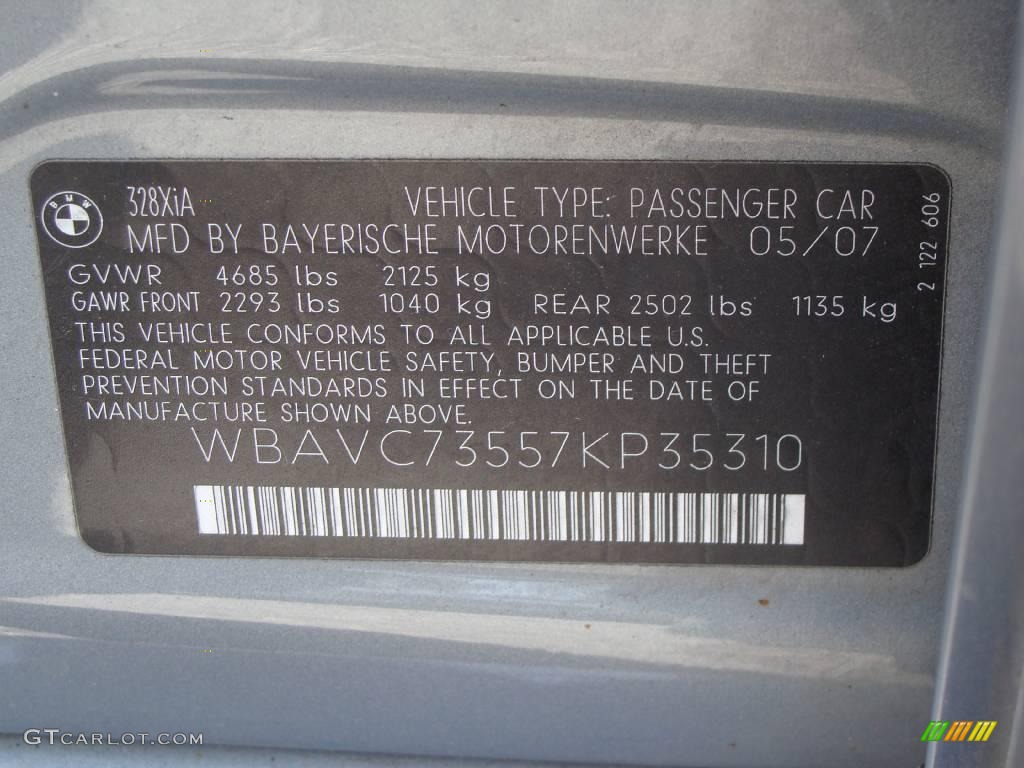 BMW
328XiA VEHICLE TYPE: PASSENGER CAR
MFD BY BAYERISCHE MOTORENWERKE 05/07
GVWR 4685 lbs 2125 kg
GAWR FRONT 2293 lbs 1040 kg REAR 2502 lbs 1135 kg
THIS VEHICLE CONFORMS TO ALL APPLICABLE U.S.
FEDERAL MOTOR VEHICLE SAFETY, BUMPER AND THEFT
PREVENTION STANDARDS IN EFFECT ON THE DATE OF
MANUFACTURE SHOWN ABOVE.
WBAVC73557KP35310
2 122 606
GTCARLOT.COM